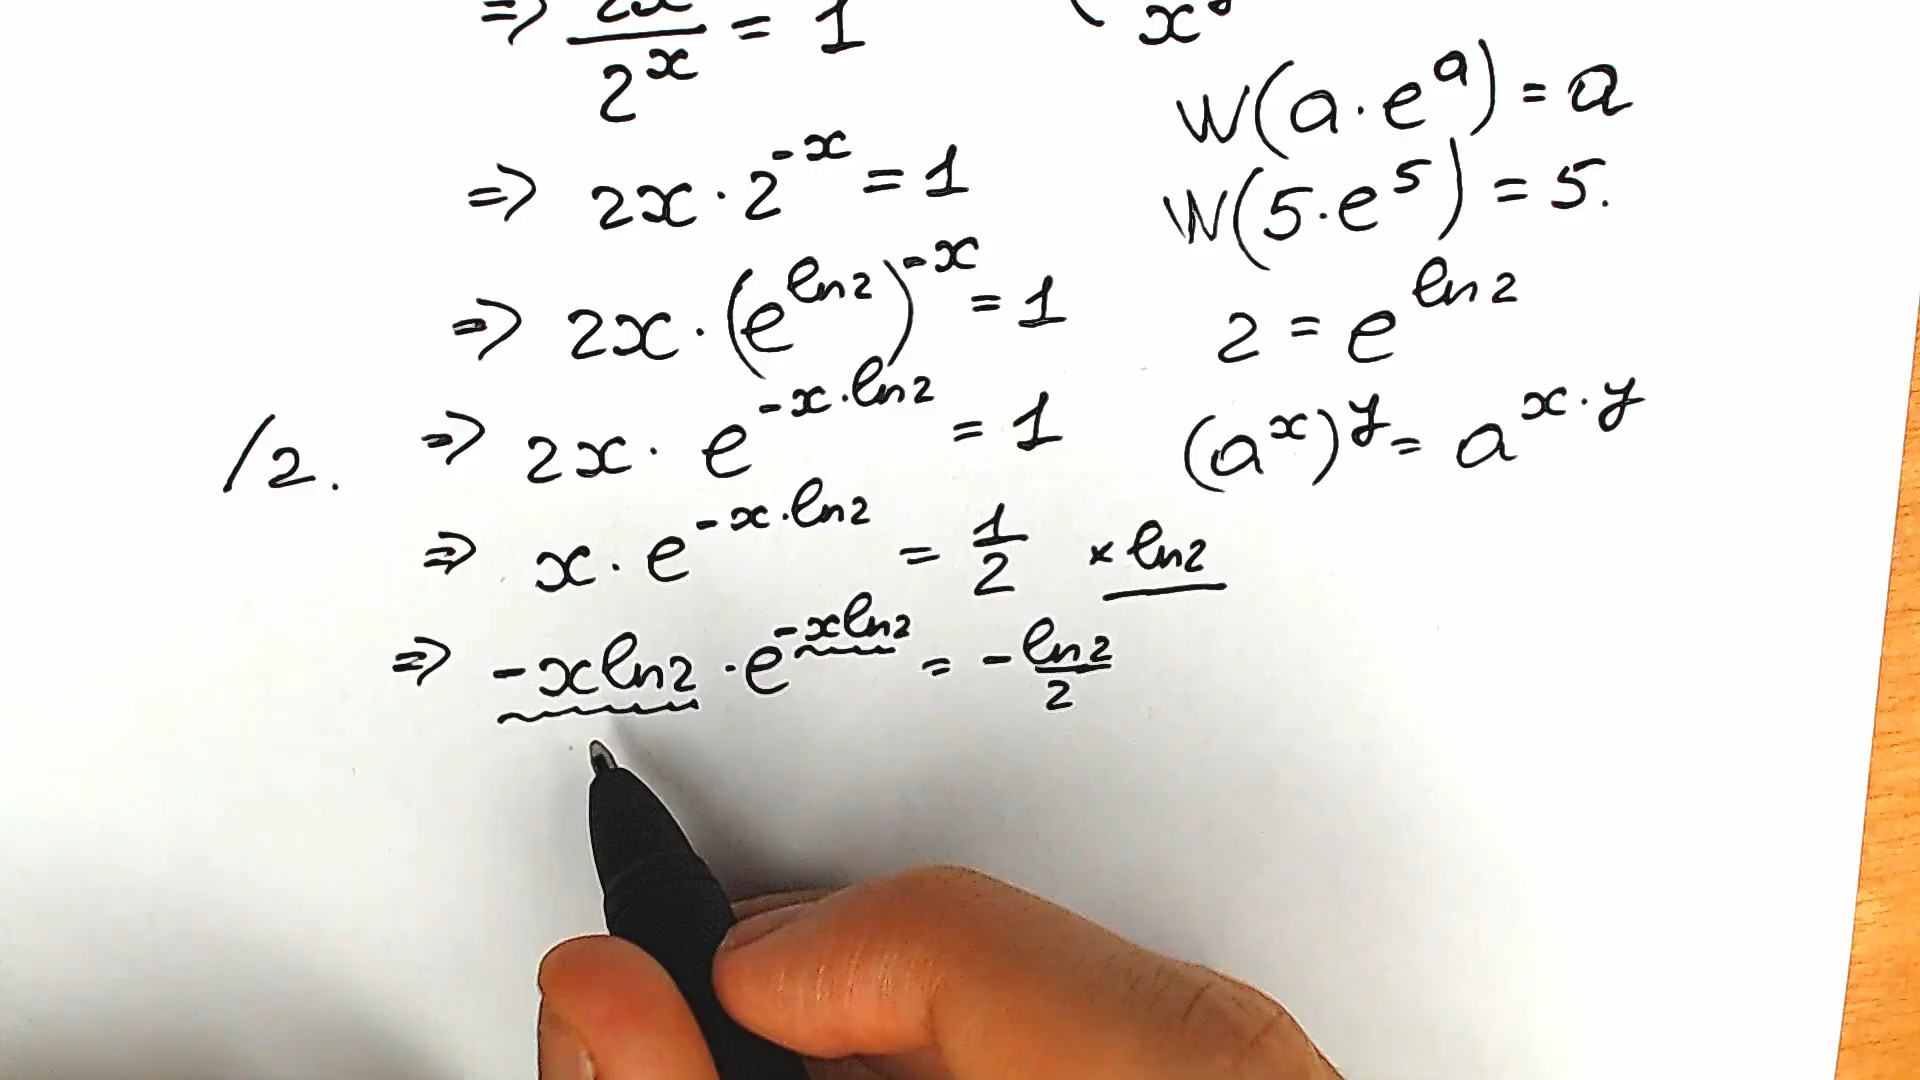 => 2x/2^x = 1
=> 2x · 2^-x = 1
=> 2x · (e^ln2)^-x = 1
/2. => 2x · e^-x·ln2 = 1
=> x · e^-x·ln2 = 1/2 × ln2
=> -xln2 · e^-xln2 = -ln2/2
W(a·e^a) = a
W(5·e^5) = 5.
2 = e^ln2
(a^x)^y = a^x·y